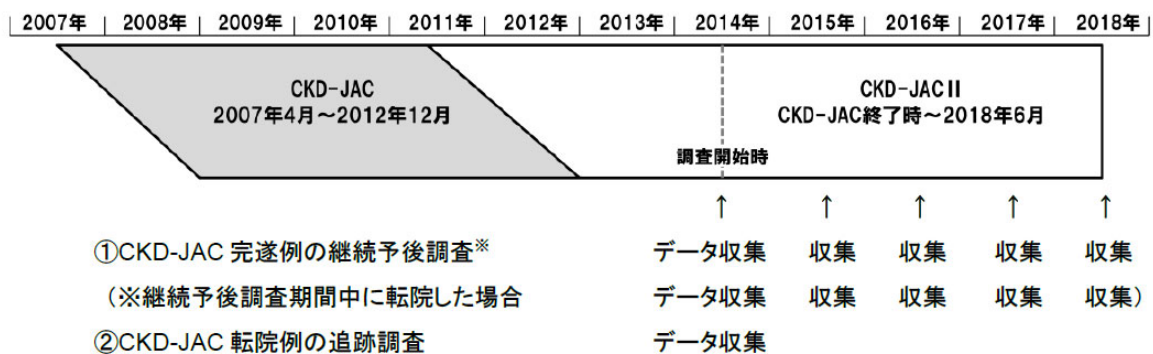 2007年 2008年 2009年 2010年 2011年 2012年 2013年 2014年 2015年 2016年 2017年 2018年
CKD-JAC
2007年4月～2012年12月
CKD-JACⅡ
CKD-JAC終了時～2018年6月
調査開始時
↑ ↑ ↑ ↑ ↑
①CKD-JAC 完遂例の継続予後調査※ データ収集 収集 収集 収集 収集
(※継続予後調査期間中に転院した場合 データ収集 収集 収集 収集 収集)
②CKD-JAC 転院例の追跡調査 データ収集